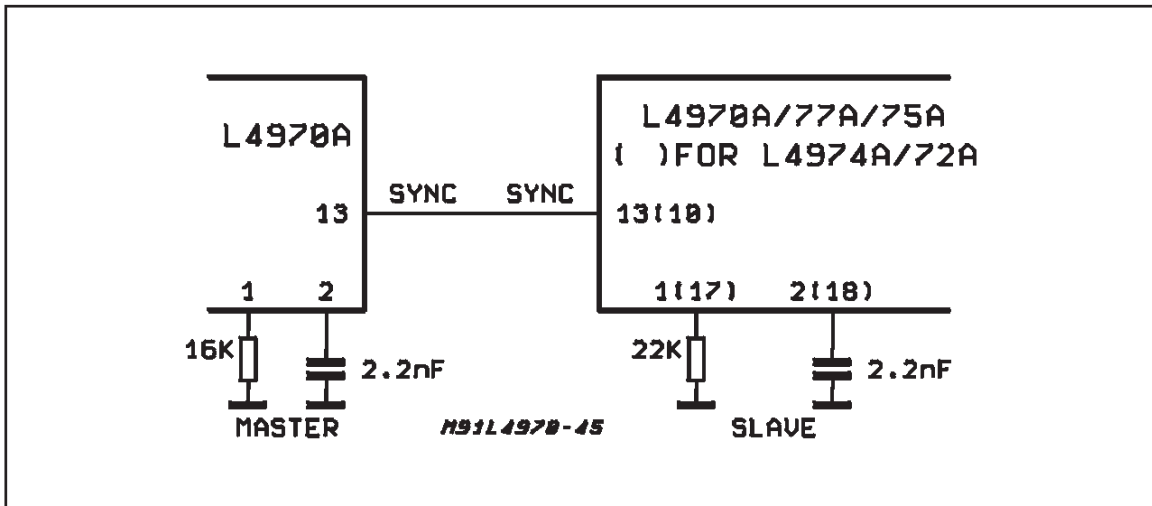 L4970A
L4970A/77A/75A
( )FOR L4974A/72A
SYNC SYNC
13
13(10)
1 2
1(17) 2(18)
16K
2.2nF
22K
2.2nF
MASTER
M91L4970-45
SLAVE